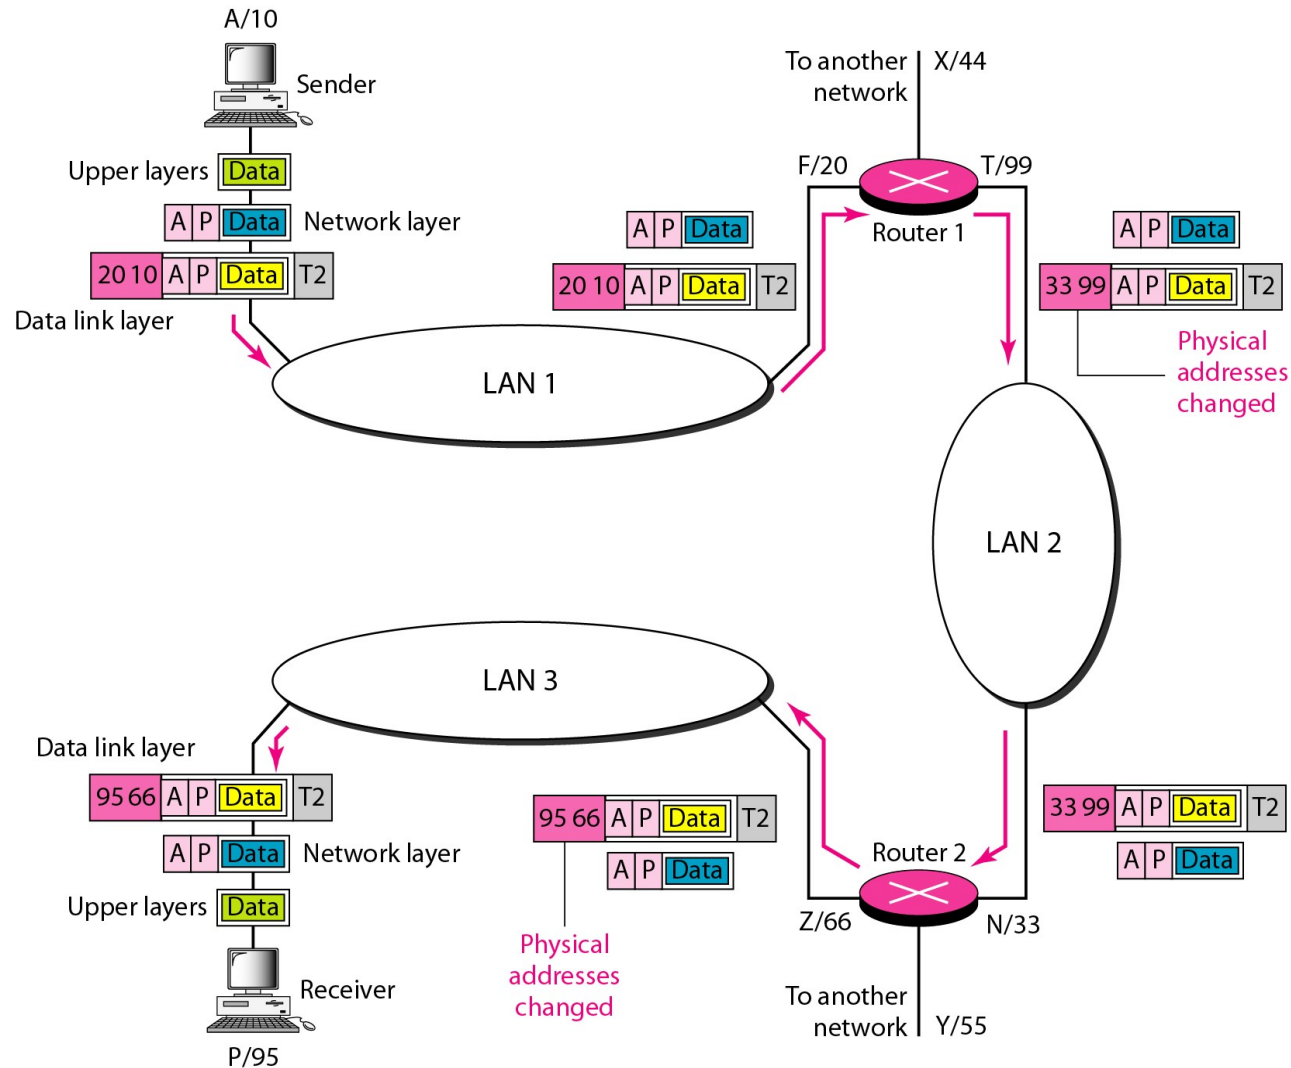 A/10
Sender
Upper layers
Data
A P Data
Network layer
20 10 A P Data T2
Data link layer
LAN 1
A P Data
20 10 A P Data T2
To another
network
X/44
F/20
T/99
Router 1
A P Data
33 99 A P Data T2
Physical
addresses
changed
LAN 2
33 99 A P Data T2
A P Data
Router 2
Z/66
N/33
To another
network
Y/55
95 66 A P Data T2
A P Data
Physical
addresses
changed
LAN 3
Data link layer
95 66 A P Data T2
A P Data
Network layer
Upper layers
Data
Receiver
P/95